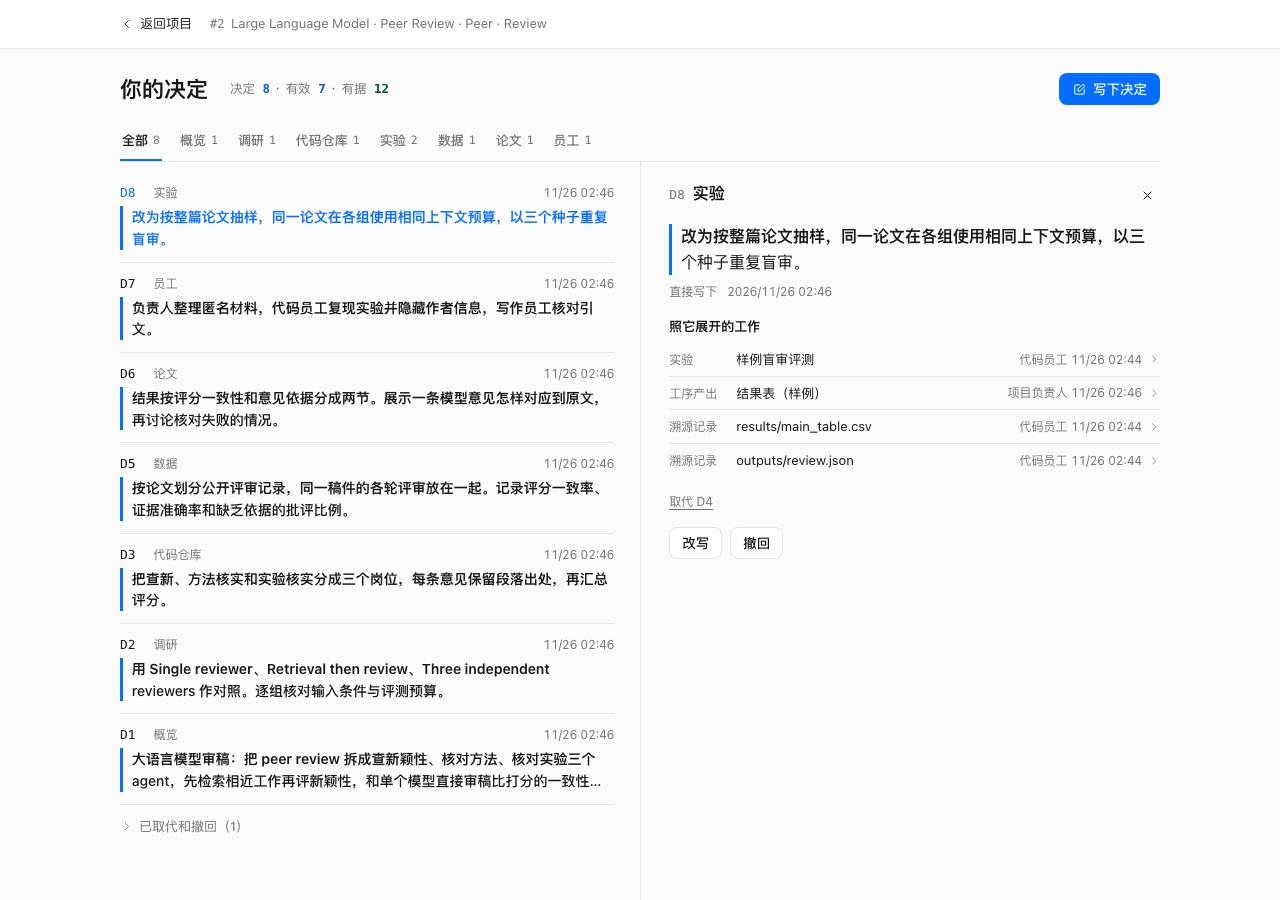 返回项目 #2 Large Language Model · Peer Review · Peer · Review
你的决定 决定 8 · 有效 7 · 有据 12 写下决定
全部 8 概览 1 调研 1 代码仓库 1 实验 2 数据 1 论文 1 员工 1
D8 实验 11/26 02:46
改为按整篇论文抽样，同一论文在各组使用相同上下文预算，以三个种子重复
盲审。
D7 员工 11/26 02:46
负责人整理匿名材料，代码员工复现实验并隐藏作者信息，写作员工核对引
文。
D6 论文 11/26 02:46
结果按评分一致性和意见依据分成两节。展示一条模型意见怎样对应到原文，
再讨论核对失败的情况。
D5 数据 11/26 02:46
按论文划分公开评审记录，同一稿件的各轮评审放在一起。记录评分一致率、
证据准确率和缺乏依据的批评比例。
D3 代码仓库 11/26 02:46
把查新、方法核实和实验核实分成三个岗位，每条意见保留段落出处，再汇总
评分。
D2 调研 11/26 02:46
用 Single reviewer、Retrieval then review、Three independent
reviewers 作对照。逐组核对输入条件与评测预算。
D1 概览 11/26 02:46
大语言模型审稿：把 peer review 拆成查新颖性、核对方法、核对实验三个
agent，先检索相近工作再评新颖性，和单个模型直接审稿比打分的一致性...
已取代和撤回（1）
D8 实验
改为按整篇论文抽样，同一论文在各组使用相同上下文预算，以三
个种子重复盲审。
直接写下 2026/11/26 02:46
照它展开的工作
实验 样例盲审评测 代码员工 11/26 02:44
工序产出 结果表（样例） 项目负责人 11/26 02:46
溯源记录 results/main_table.csv 代码员工 11/26 02:44
溯源记录 outputs/review.json 代码员工 11/26 02:44
取代 D4
改写 撤回